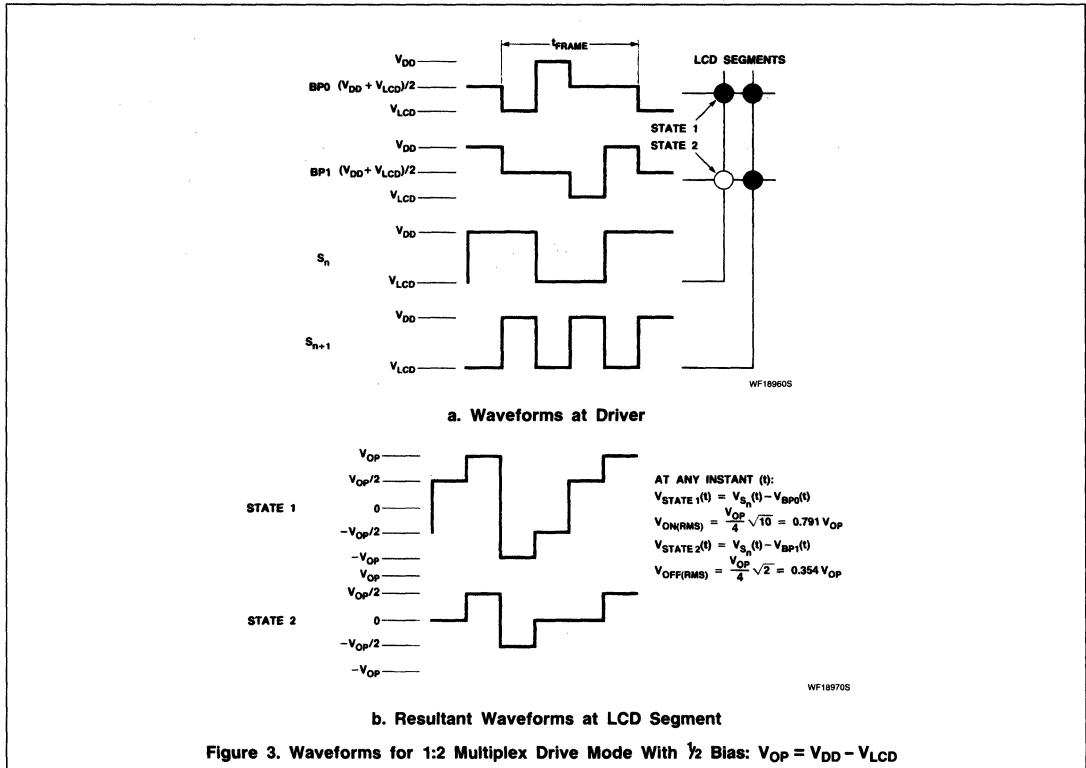 tFRAME
VDD
BP0 (VDD + VLCD)/2
VLCD
LCD SEGMENTS
STATE 1
STATE 2
VDD
BP1 (VDD + VLCD)/2
VLCD
VDD
Sn
VLCD
VDD
Sn+1
VLCD
WF18960S
a. Waveforms at Driver
VOP
VOP/2
STATE 1
0
−VOP/2
−VOP
VOP
VOP/2
STATE 2
0
−VOP/2
−VOP
AT ANY INSTANT (t):
VSTATE 1(t) = VSn(t) − VBP0(t)
VON(RMS) = VOP/4 √10 = 0.791 VOP
VSTATE 2(t) = VSn(t) − VBP1(t)
VOFF(RMS) = VOP/4 √2 = 0.354 VOP
WF18970S
b. Resultant Waveforms at LCD Segment
Figure 3. Waveforms for 1:2 Multiplex Drive Mode With ½ Bias: VOP = VDD − VLCD